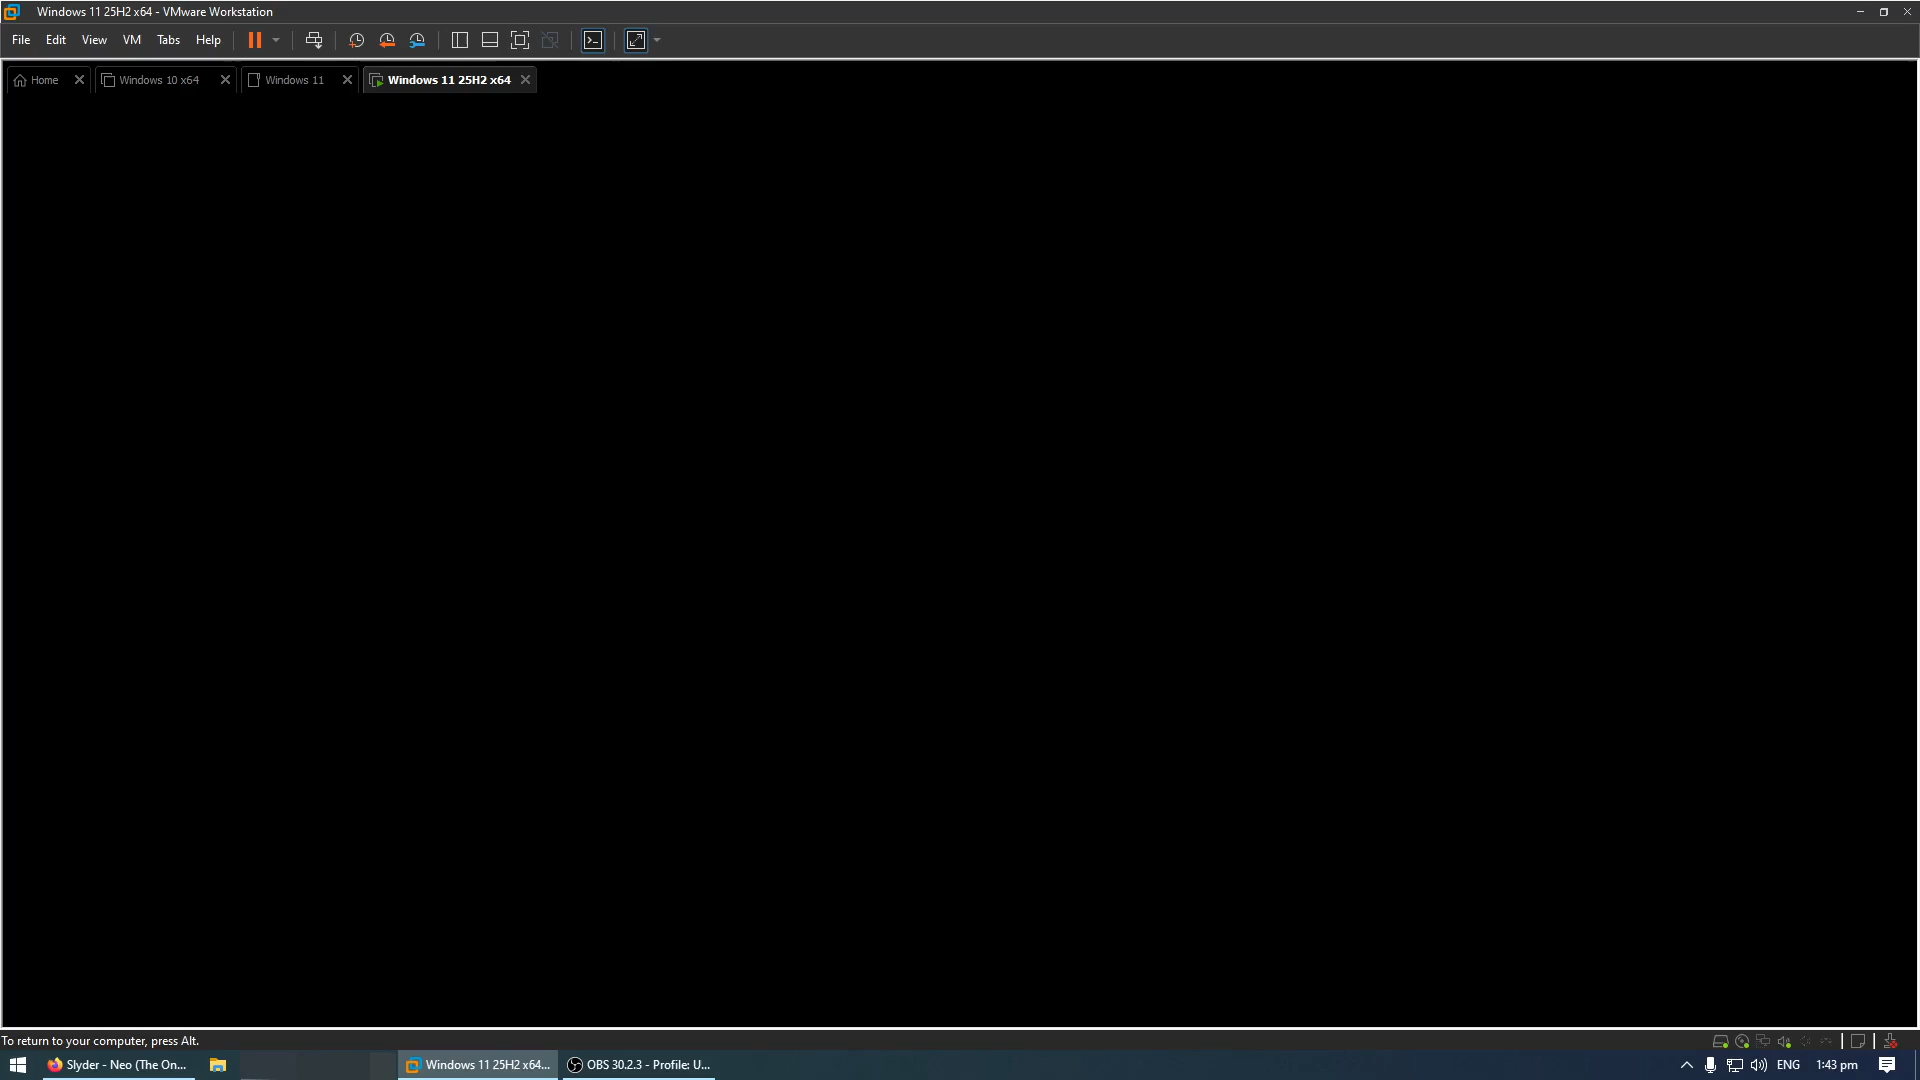 Windows 11 25H2 x64 - VMware Workstation
File Edit View VM Tabs Help
Home Windows 10 x64 Windows 11 Windows 11 25H2 x64
To return to your computer, press Alt.
Slyder - Neo (The On... Windows 11 25H2 x64... OBS 30.2.3 - Profile: U... ENG 1:43 pm